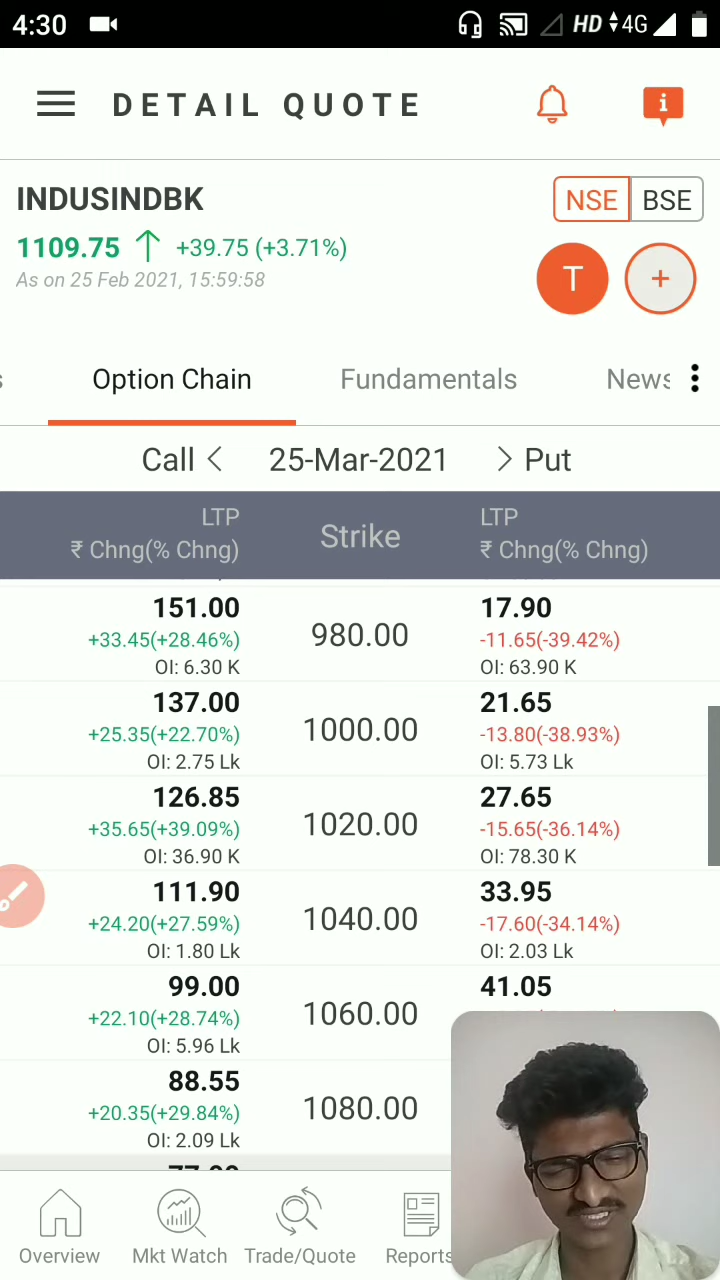 4:30 HD 4G
DETAIL QUOTE
INDUSINDBK
NSE BSE
1109.75 ↑ +39.75 (+3.71%)
As on 25 Feb 2021, 15:59:58
T +
Option Chain Fundamentals News
Call < 25-Mar-2021 > Put
LTP Strike LTP
₹ Chng(% Chng) ₹ Chng(% Chng)
151.00 980.00 17.90
+33.45(+28.46%) -11.65(-39.42%)
OI: 6.30 K OI: 63.90 K
137.00 1000.00 21.65
+25.35(+22.70%) -13.80(-38.93%)
OI: 2.75 Lk OI: 5.73 Lk
126.85 1020.00 27.65
+35.65(+39.09%) -15.65(-36.14%)
OI: 36.90 K OI: 78.30 K
111.90 1040.00 33.95
+24.20(+27.59%) -17.60(-34.14%)
OI: 1.80 Lk OI: 2.03 Lk
99.00 1060.00 41.05
+22.10(+28.74%)
OI: 5.96 Lk
88.55 1080.00
+20.35(+29.84%)
OI: 2.09 Lk
Overview Mkt Watch Trade/Quote Reports